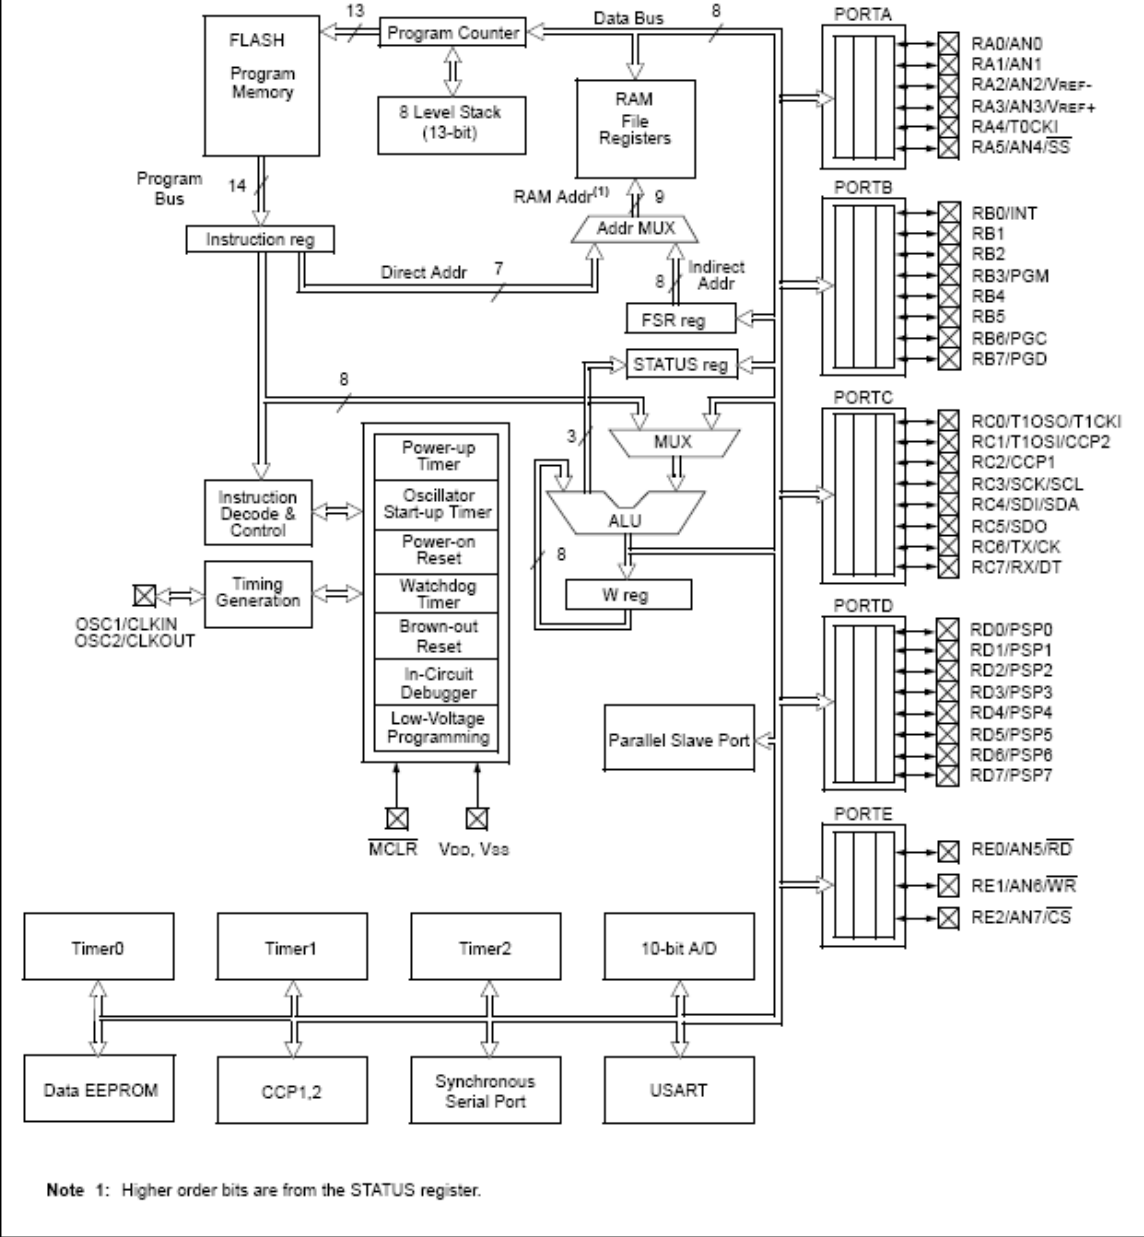 13
Data Bus
8
PORTA
FLASH
Program
Memory
Program Counter
8 Level Stack
(13-bit)
RAM
File
Registers
RA0/AN0
RA1/AN1
RA2/AN2/VREF-
RA3/AN3/VREF+
RA4/T0CKI
RA5/AN4/SS
Program
Bus
14
RAM Addr(1)
9
PORTB
Instruction reg
Addr MUX
RB0/INT
RB1
RB2
RB3/PGM
RB4
RB5
RB6/PGC
RB7/PGD
Direct Addr
7
8
Indirect
Addr
FSR reg
STATUS reg
8
3
MUX
PORTC
RC0/T1OSO/T1CKI
RC1/T1OSI/CCP2
RC2/CCP1
RC3/SCK/SCL
RC4/SDI/SDA
RC5/SDO
RC6/TX/CK
RC7/RX/DT
Power-up
Timer
Oscillator
Start-up Timer
Power-on
Reset
Watchdog
Timer
Brown-out
Reset
In-Circuit
Debugger
Low-Voltage
Programming
Instruction
Decode &
Control
Timing
Generation
OSC1/CLKIN
OSC2/CLKOUT
ALU
8
W reg
PORTD
RD0/PSP0
RD1/PSP1
RD2/PSP2
RD3/PSP3
RD4/PSP4
RD5/PSP5
RD6/PSP6
RD7/PSP7
Parallel Slave Port
MCLR
VDD, VSS
PORTE
RE0/AN5/RD
RE1/AN6/WR
RE2/AN7/CS
Timer0
Timer1
Timer2
10-bit A/D
Data EEPROM
CCP1,2
Synchronous
Serial Port
USART
Note 1: Higher order bits are from the STATUS register.